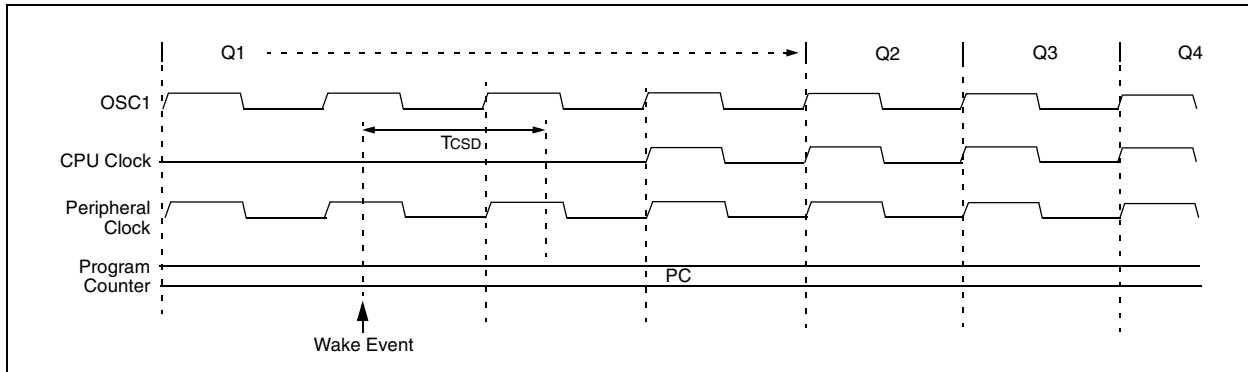 Q1 Q2 Q3 Q4
OSC1
TCSD
CPU Clock
Peripheral
Clock
Program
Counter
PC
Wake Event